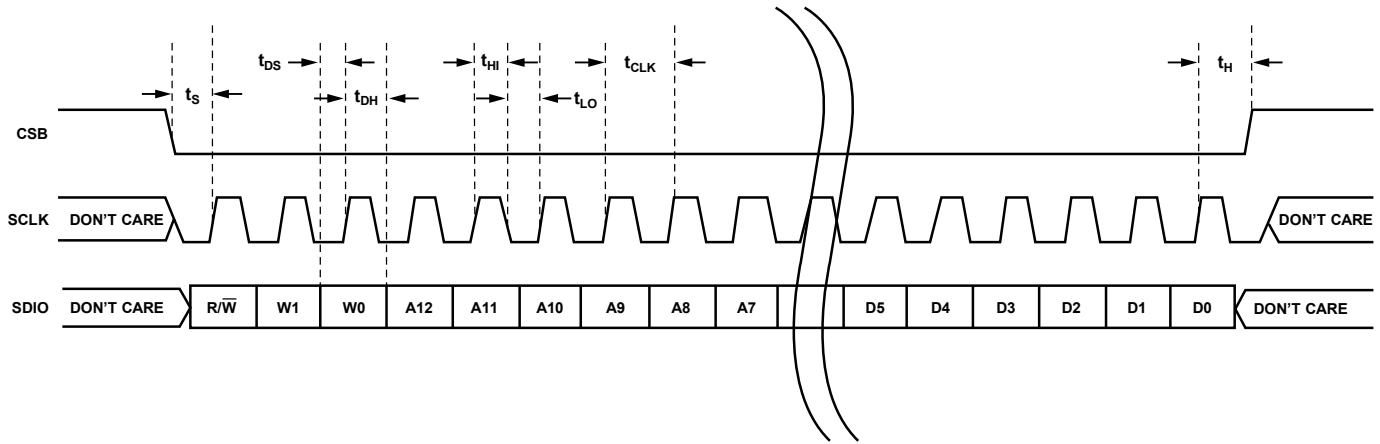 tDS
tHI
tCLK
tH
tS
tDH
tLO
CSB
SCLK DON'T CARE DON'T CARE
SDIO DON'T CARE R/W̅ W1 W0 A12 A11 A10 A9 A8 A7 D5 D4 D3 D2 D1 D0 DON'T CARE